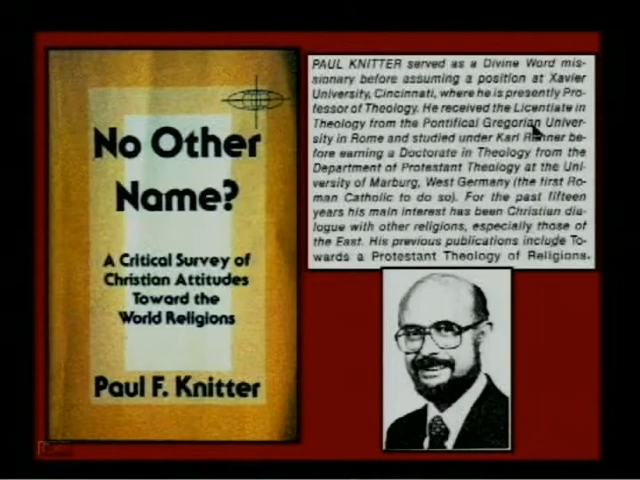 No Other
Name?
A Critical Survey of
Christian Attitudes
Toward the
World Religions
Paul F. Knitter
PAUL KNITTER served as a Divine Word mis-
sionary before assuming a position at Xavier
University, Cincinnati, where he is presently Pro-
fessor of Theology. He received the Licentiate in
Theology from the Pontifical Gregorian Univer-
sity in Rome and studied under Karl Rahner be-
fore earning a Doctorate in Theology from the
Department of Protestant Theology at the Uni-
versity of Marburg, West Germany (the first Ro-
man Catholic to do so). For the past fifteen
years his main interest has been Christian dia-
logue with other religions, especially those of
the East. His previous publications include To-
wards a Protestant Theology of Religions.